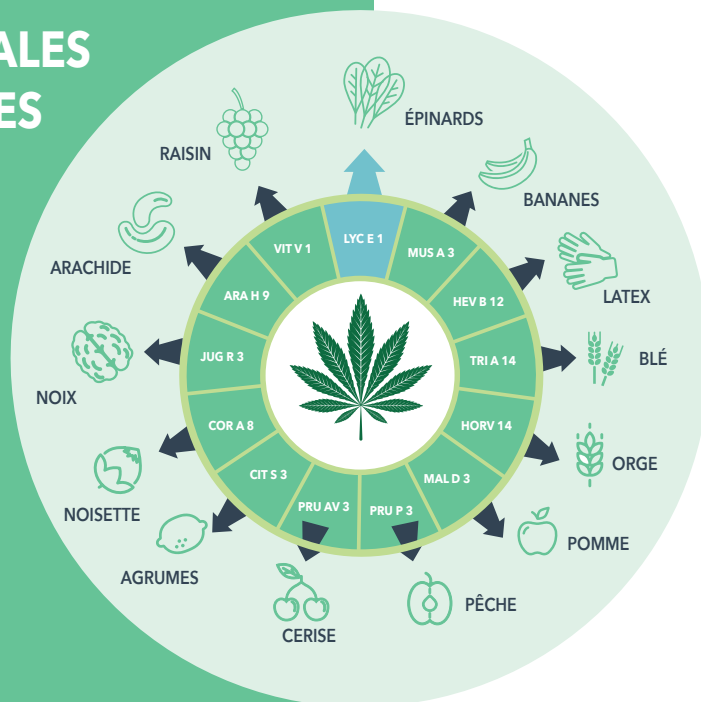 ALES
ES
ÉPINARDS
BANANES
LATEX
BLÉ
ORGE
POMME
PÊCHE
CERISE
AGRUMES
NOISETTE
NOIX
ARACHIDE
RAISIN
LYC E 1
MUS A 3
HEV B 12
TRI A 14
HORV 14
MAL D 3
PRU P 3
PRU AV 3
CIT S 3
COR A 8
JUG R 3
ARA H 9
VIT V 1